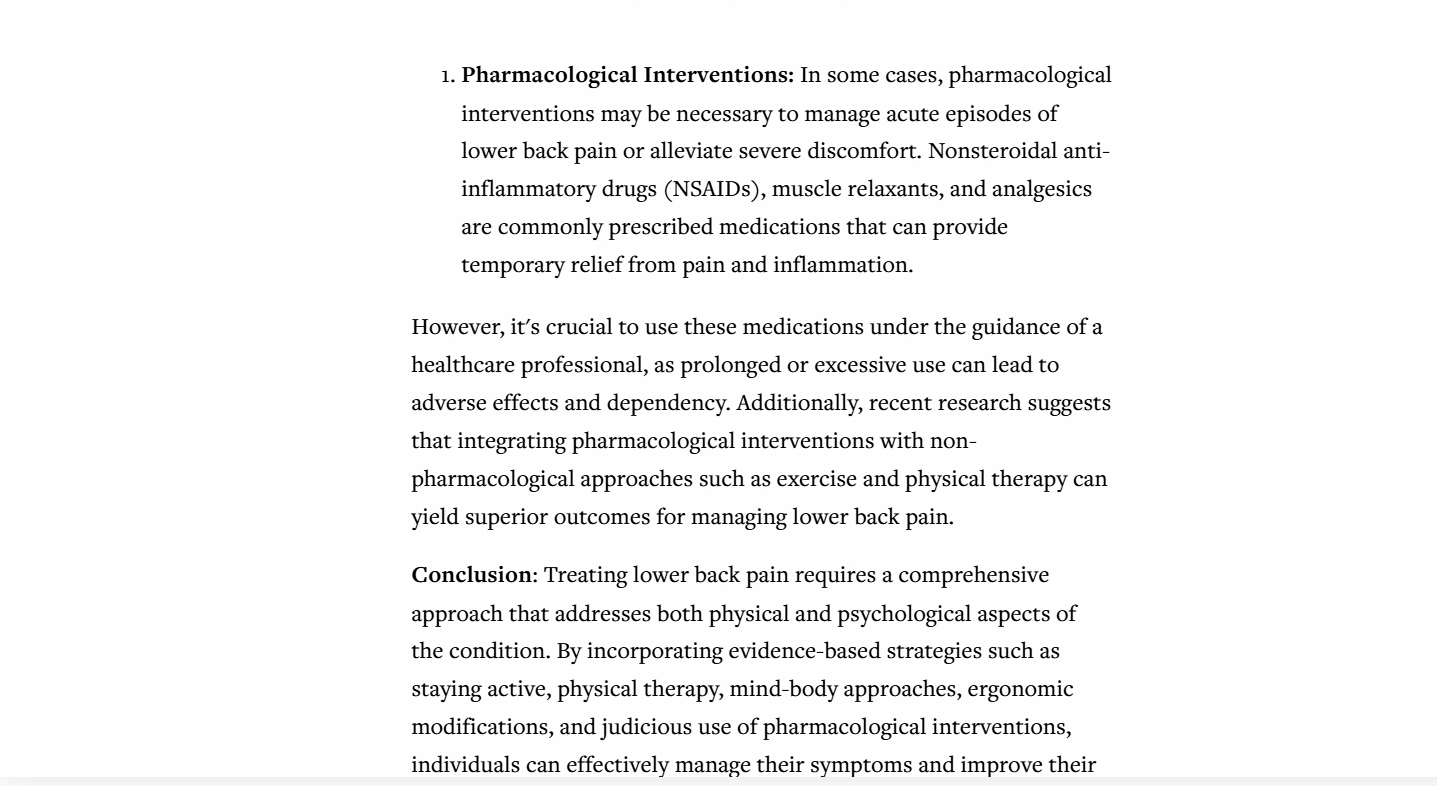 1. Pharmacological Interventions: In some cases, pharmacological
interventions may be necessary to manage acute episodes of
lower back pain or alleviate severe discomfort. Nonsteroidal anti-
inflammatory drugs (NSAIDs), muscle relaxants, and analgesics
are commonly prescribed medications that can provide
temporary relief from pain and inflammation.
However, it's crucial to use these medications under the guidance of a
healthcare professional, as prolonged or excessive use can lead to
adverse effects and dependency. Additionally, recent research suggests
that integrating pharmacological interventions with non-
pharmacological approaches such as exercise and physical therapy can
yield superior outcomes for managing lower back pain.
Conclusion: Treating lower back pain requires a comprehensive
approach that addresses both physical and psychological aspects of
the condition. By incorporating evidence-based strategies such as
staying active, physical therapy, mind-body approaches, ergonomic
modifications, and judicious use of pharmacological interventions,
individuals can effectively manage their symptoms and improve their